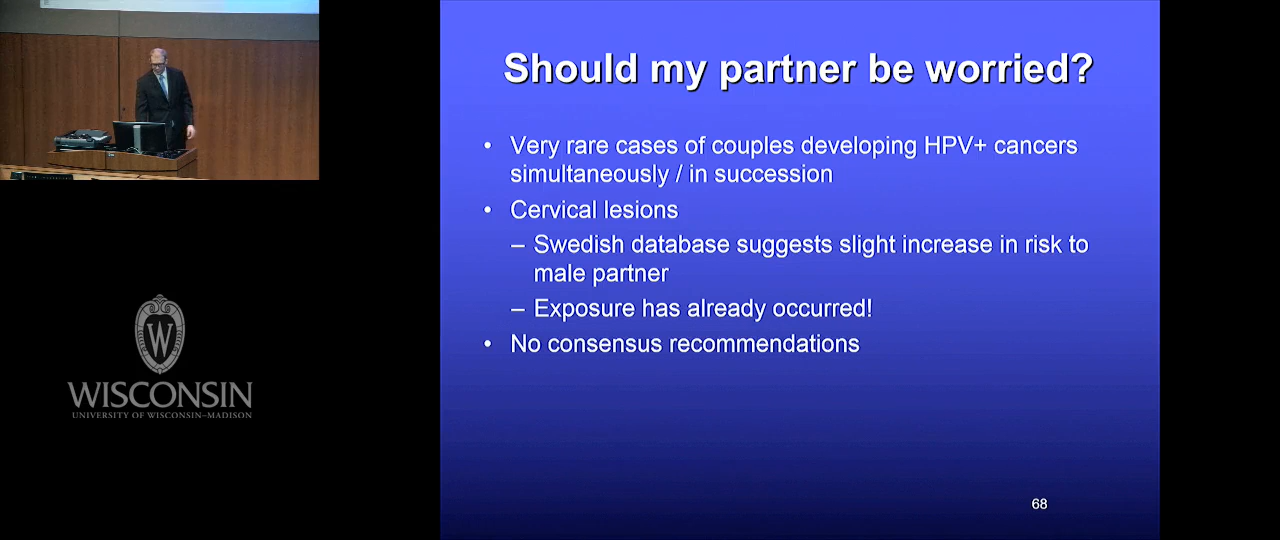 Should my partner be worried?
• Very rare cases of couples developing HPV+ cancers
simultaneously / in succession
• Cervical lesions
– Swedish database suggests slight increase in risk to
male partner
– Exposure has already occurred!
• No consensus recommendations
68
W
WISCONSIN
UNIVERSITY OF WISCONSIN–MADISON